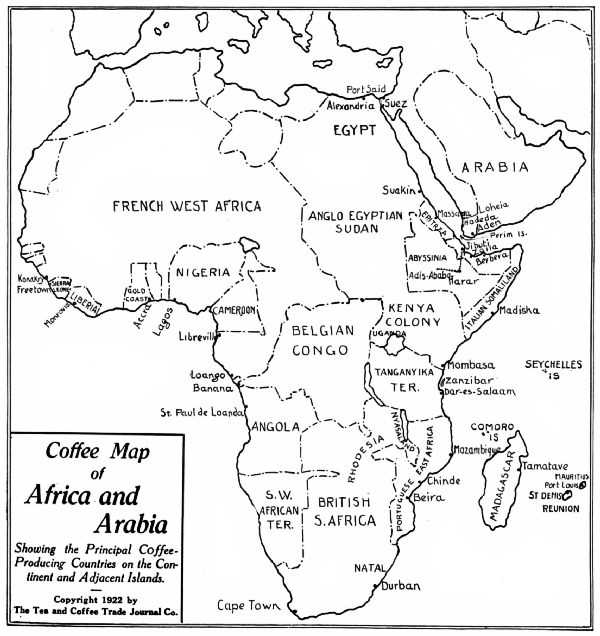 Port Said
Alexandria
Suez
EGYPT
ARABIA
Suakin
FRENCH WEST AFRICA
ANGLO EGYPTIAN
SUDAN
ERITREA
Massaua
Loheia
Hodeda
Aden
Perim IS.
Jibuti
Zeila
Berbera
ABYSSINIA
Adis-Ababa
Harar
ITALIAN SOMALILAND
Madisha
NIGERIA
Konakry
Freetown
SIERRA
LEONE
Monrovia
LIBERIA
GOLD
COAST
Accra
Lagos
CAMEROON
Libreville
BELGIAN
CONGO
KENYA
COLONY
UGANDA
Loango
Banana
TANGANYIKA
TER.
Mombasa
Zanzibar
Dar-es-Salaam
SEYCHELLES
IS
St. Paul de Loanda
ANGOLA
RHODESIA
NYASALAND
PORTUGUESE EAST AFRICA
COMORO
IS
Mozambique
MADAGASCAR
Tamatave
MAURITIUS
Port Louis
ST DENIS
REUNION
Chinde
Beira
S.W.
AFRICAN
TER.
BRITISH
S. AFRICA
NATAL
Durban
Cape Town
Coffee Map
of
Africa and
Arabia
Showing the Principal Coffee-
Producing Countries on the Con-
tinent and Adjacent Islands.
Copyright 1922 by
The Tea and Coffee Trade Journal Co.